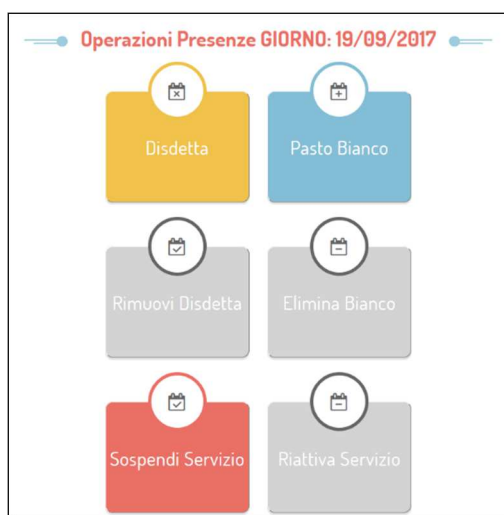 Operazioni Presenze GIORNO: 19/09/2017
Disdetta
Pasto Bianco
Rimuovi Disdetta
Elimina Bianco
Sospendi Servizio
Riattiva Servizio